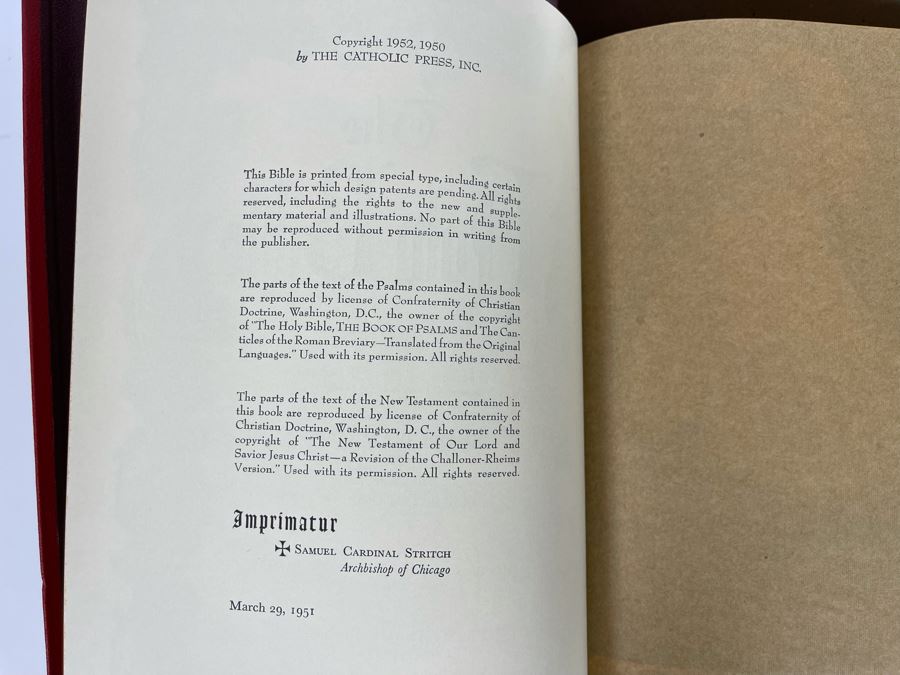 Copyright 1952, 1950
by THE CATHOLIC PRESS, INC.
This Bible is printed from special type, including certain
characters for which design patents are pending. All rights
reserved, including the rights to the new and supple-
mentary material and illustrations. No part of this Bible
may be reproduced without permission in writing from
the publisher.
The parts of the text of the Psalms contained in this book
are reproduced by license of Confraternity of Christian
Doctrine, Washington, D.C., the owner of the copyright
of "The Holy Bible, THE BOOK OF PSALMS and The Can-
ticles of the Roman Breviary—Translated from the Original
Languages." Used with its permission. All rights reserved.
The parts of the text of the New Testament contained in
this book are reproduced by license of Confraternity of
Christian Doctrine, Washington, D. C., the owner of the
copyright of "The New Testament of Our Lord and
Savior Jesus Christ—a Revision of the Challoner-Rheims
Version." Used with its permission. All rights reserved.
Imprimatur
✠ SAMUEL CARDINAL STRITCH
Archbishop of Chicago
March 29, 1951